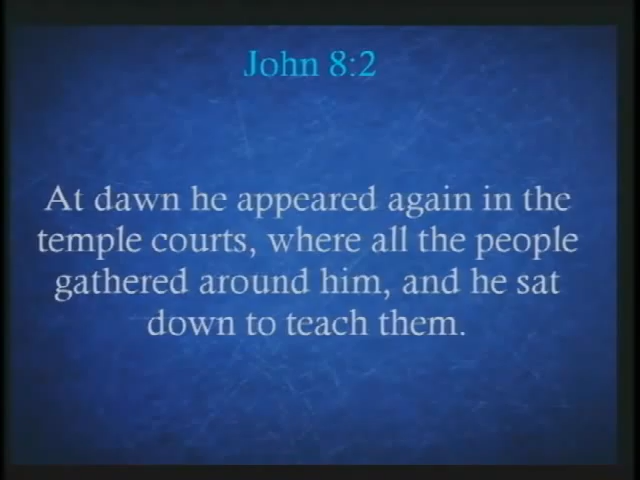 John 8:2
At dawn he appeared again in the
temple courts, where all the people
gathered around him, and he sat
down to teach them.